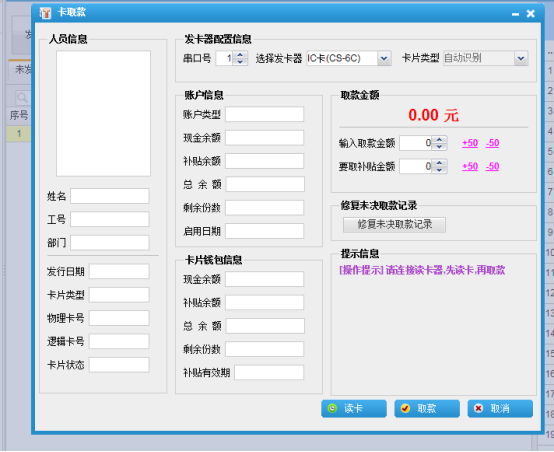 卡取款
人员信息
姓名
工号
部门
发行日期
卡片类型
物理卡号
逻辑卡号
卡片状态
发卡器配置信息
串口号 1 选择发卡器 IC卡(CS-6C) 卡片类型 自动识别
账户信息
账户类型
现金余额
补贴余额
总 余 额
剩余份数
启用日期
卡片钱包信息
现金余额
补贴余额
总 余 额
剩余份数
补贴有效期
取款金额
0.00 元
输入取款金额 0 +50 -50
要取补贴金额 0 +50 -50
修复未决取款记录
修复未决取款记录
提示信息
[操作提示] 请连接读卡器,先读卡,再取款
读卡 取款 取消
序号
1